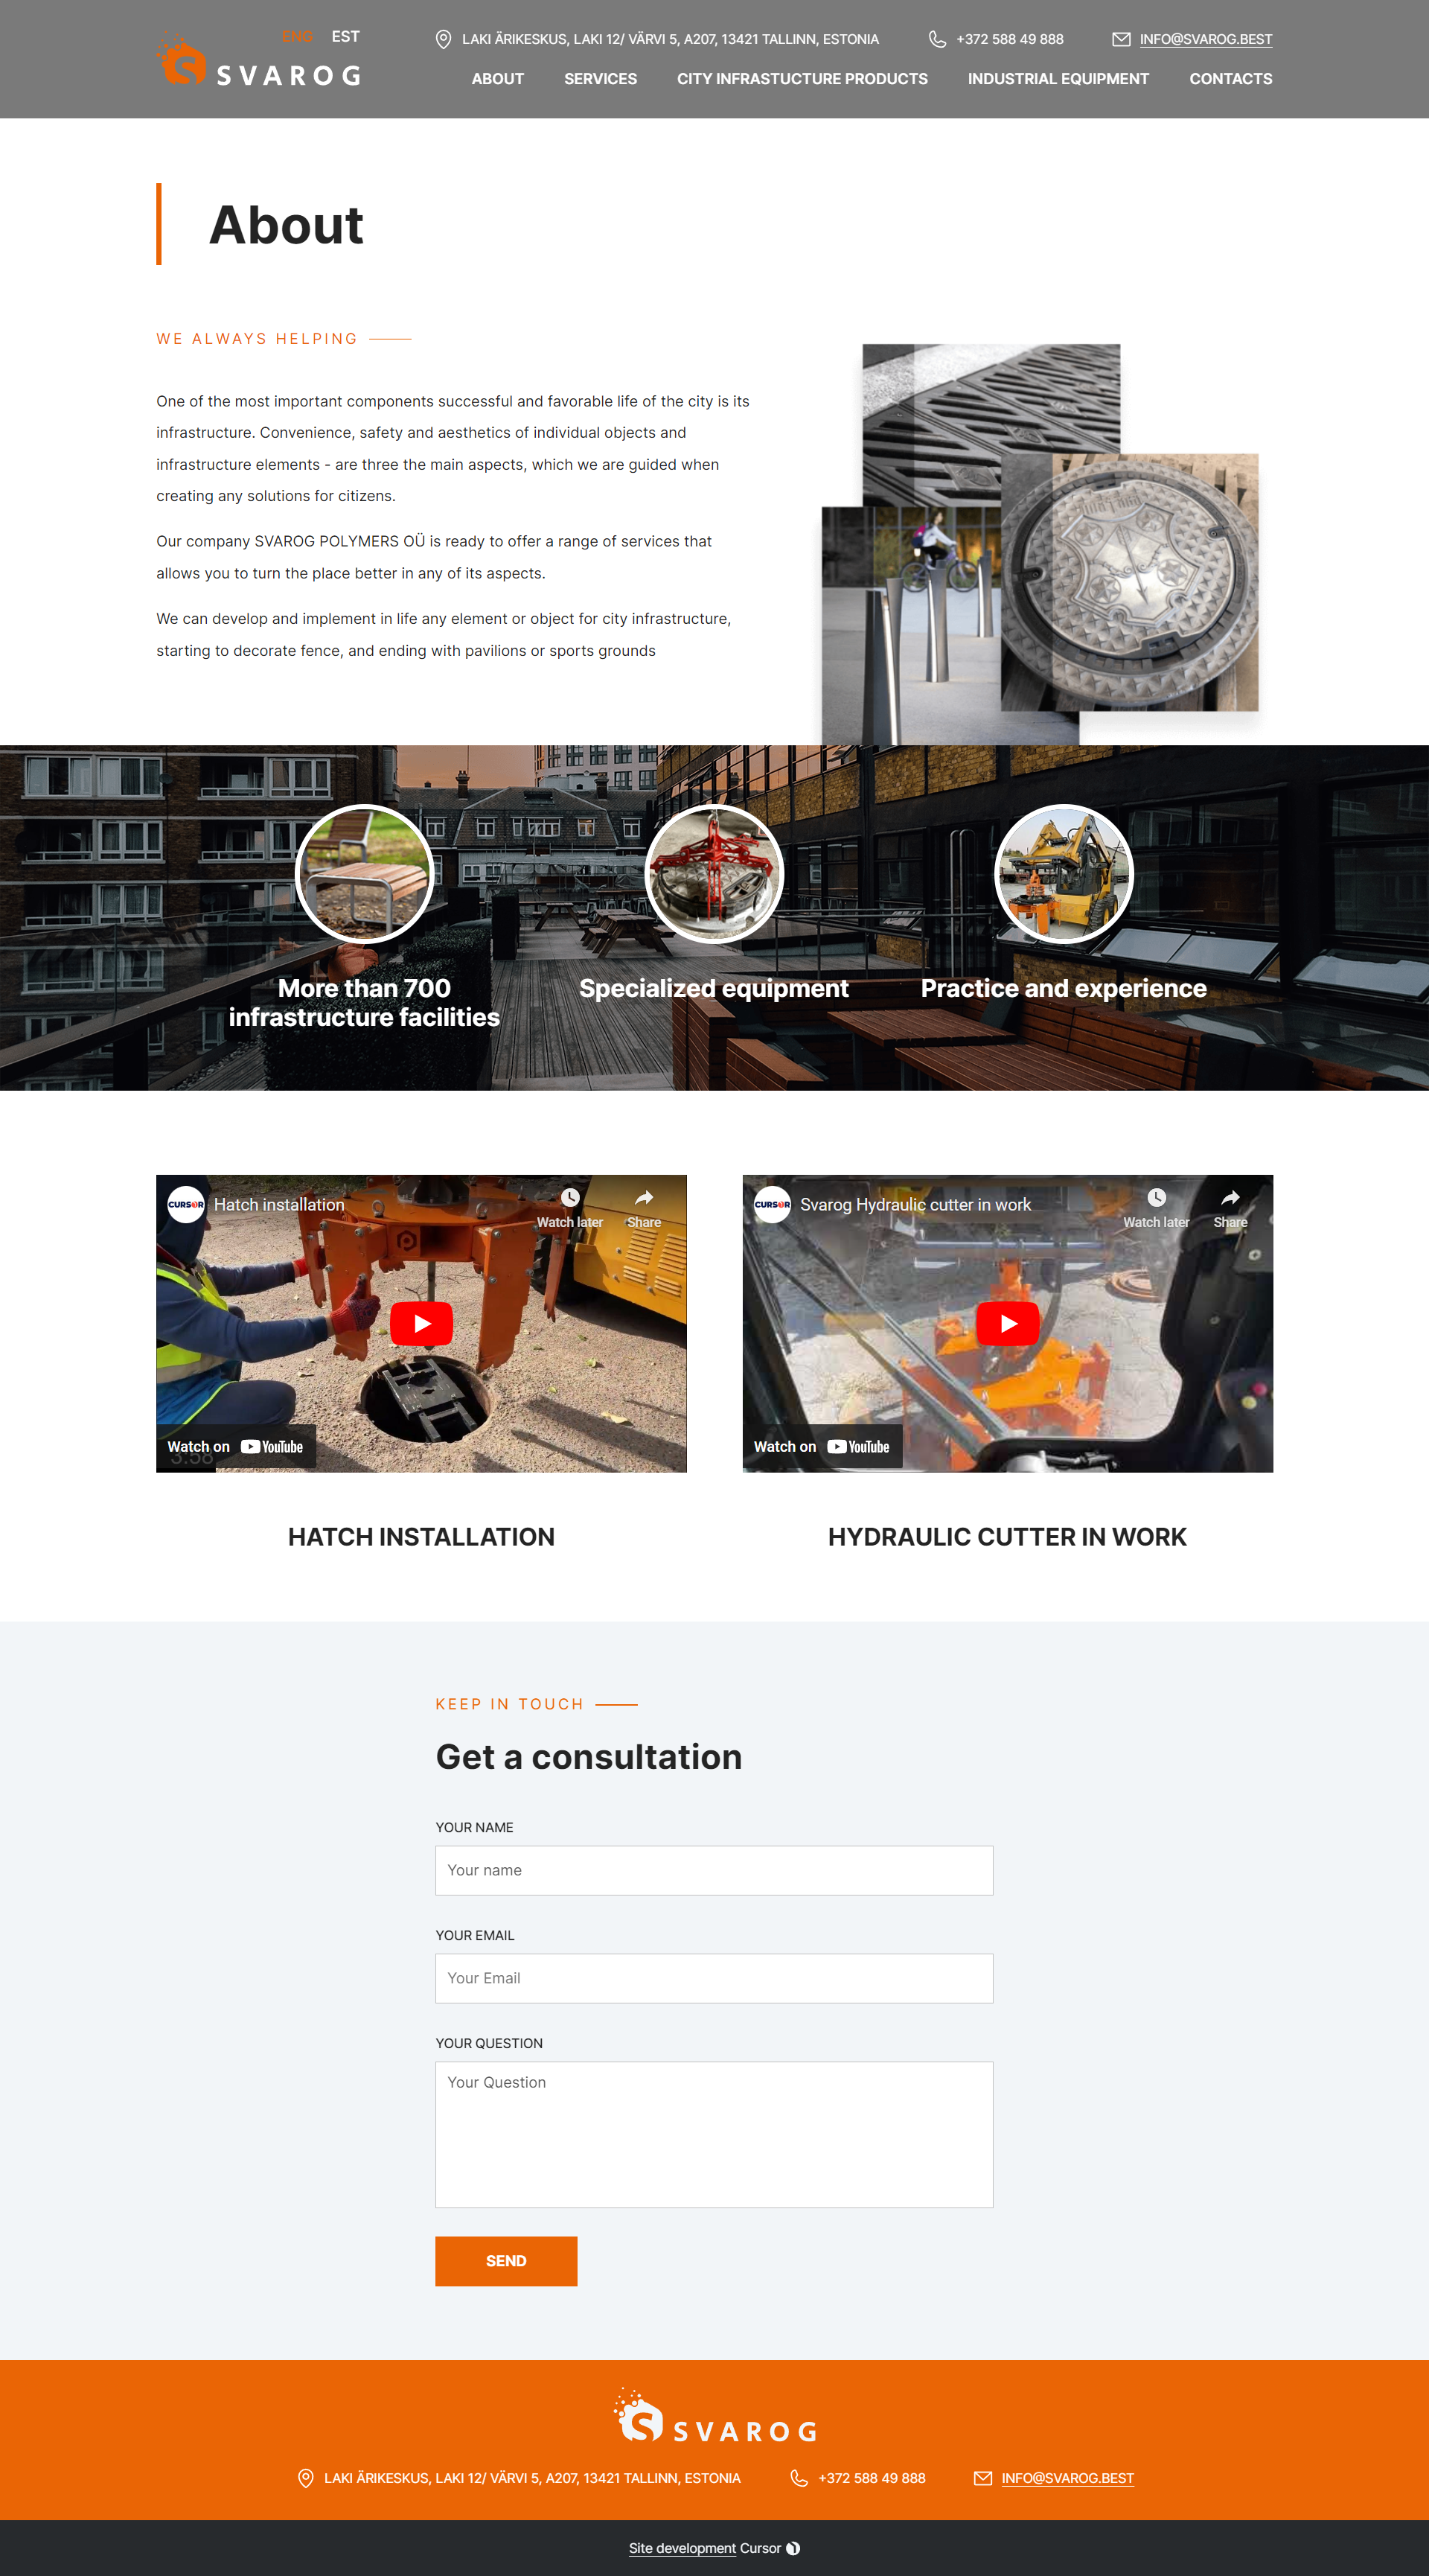 ENG EST
LAKI ÄRIKESKUS, LAKI 12/ VÄRVI 5, A207, 13421 TALLINN, ESTONIA
+372 588 49 888
INFO@SVAROG.BEST
SVAROG
ABOUT SERVICES CITY INFRASTUCTURE PRODUCTS INDUSTRIAL EQUIPMENT CONTACTS
About
WE ALWAYS HELPING
One of the most important components successful and favorable life of the city is its
infrastructure. Convenience, safety and aesthetics of individual objects and
infrastructure elements - are three the main aspects, which we are guided when
creating any solutions for citizens.
Our company SVAROG POLYMERS OÜ is ready to offer a range of services that
allows you to turn the place better in any of its aspects.
We can develop and implement in life any element or object for city infrastructure,
starting to decorate fence, and ending with pavilions or sports grounds
More than 700
infrastructure facilities
Specialized equipment
Practice and experience
CURSOR
Hatch installation
Watch later
Share
Watch on YouTube
3:58
CURSOR
Svarog Hydraulic cutter in work
Watch later
Share
Watch on YouTube
HATCH INSTALLATION
HYDRAULIC CUTTER IN WORK
KEEP IN TOUCH
Get a consultation
YOUR NAME
Your name
YOUR EMAIL
Your Email
YOUR QUESTION
Your Question
SEND
SVAROG
LAKI ÄRIKESKUS, LAKI 12/ VÄRVI 5, A207, 13421 TALLINN, ESTONIA
+372 588 49 888
INFO@SVAROG.BEST
Site development Cursor